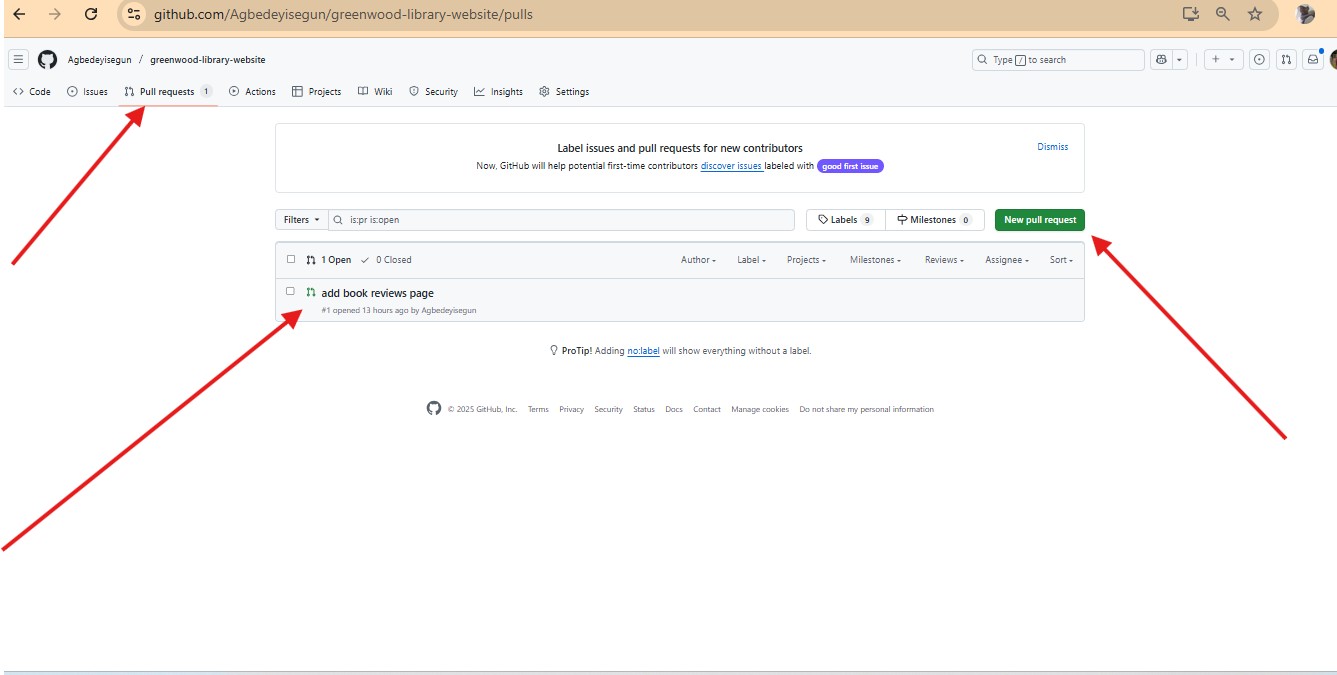 github.com/Agbedeyisegun/greenwood-library-website/pulls
Agbedeyisegun / greenwood-library-website
Type / to search
Code Issues Pull requests 1 Actions Projects Wiki Security Insights Settings
Label issues and pull requests for new contributors
Dismiss
Now, GitHub will help potential first-time contributors discover issues labeled with good first issue
Filters is:pr is:open Labels 9 Milestones 0 New pull request
1 Open 0 Closed Author Label Projects Milestones Reviews Assignee Sort
add book reviews page
#1 opened 13 hours ago by Agbedeyisegun
ProTip! Adding no:label will show everything without a label.
© 2025 GitHub, Inc. Terms Privacy Security Status Docs Contact Manage cookies Do not share my personal information